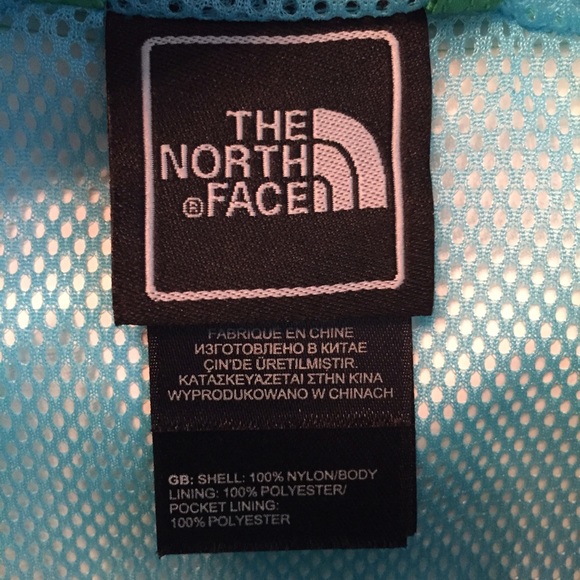 THE
NORTH
®FACE
FABRIQUE EN CHINE
ИЗГОТОВЛЕНО В КИТАЕ
ÇIN'DE ÜRETILMISTIR.
ΚΑΤΑΣΚΕΥΑΖΕΤΑΙ ΣΤΗΝ ΚΙΝΑ
WYPRODUKOWANO W CHINACH
GB: SHELL: 100% NYLON/BODY
LINING: 100% POLYESTER/
POCKET LINING:
100% POLYESTER